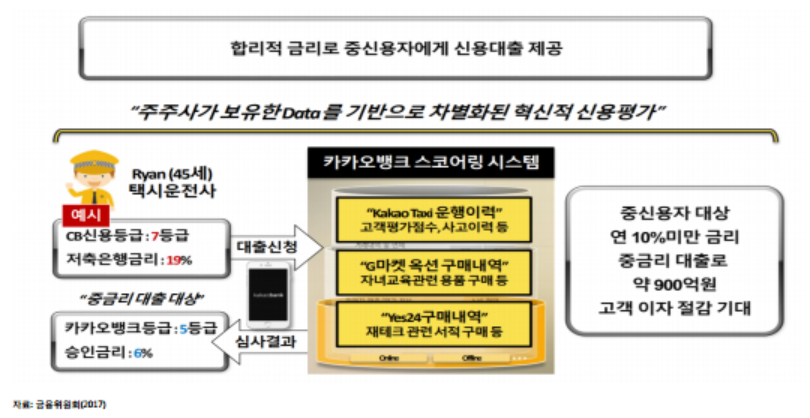 합리적 금리로 중신용자에게 신용대출 제공
“주주사가 보유한 Data를 기반으로 차별화된 혁신적 신용평가”
Ryan (45세)
택시운전사
예시
CB신용등급 : 7등급
저축은행금리 : 19%
“중금리 대출 대상”
카카오뱅크등급 : 5등급
승인금리 : 6%
대출신청
kakaobank
심사결과
카카오뱅크 스코어링 시스템
“Kakao Taxi 운행이력”
고객평가점수, 사고이력 등
“G마켓 옥션 구매내역”
자녀교육관련 용품 구매 등
“Yes24구매내역”
재테크 관련 서적 구매 등
Online
Offline
중신용자 대상
연 10%미만 금리
중금리 대출로
약 900억원
고객 이자 절감 기대
자료: 금융위원회(2017)